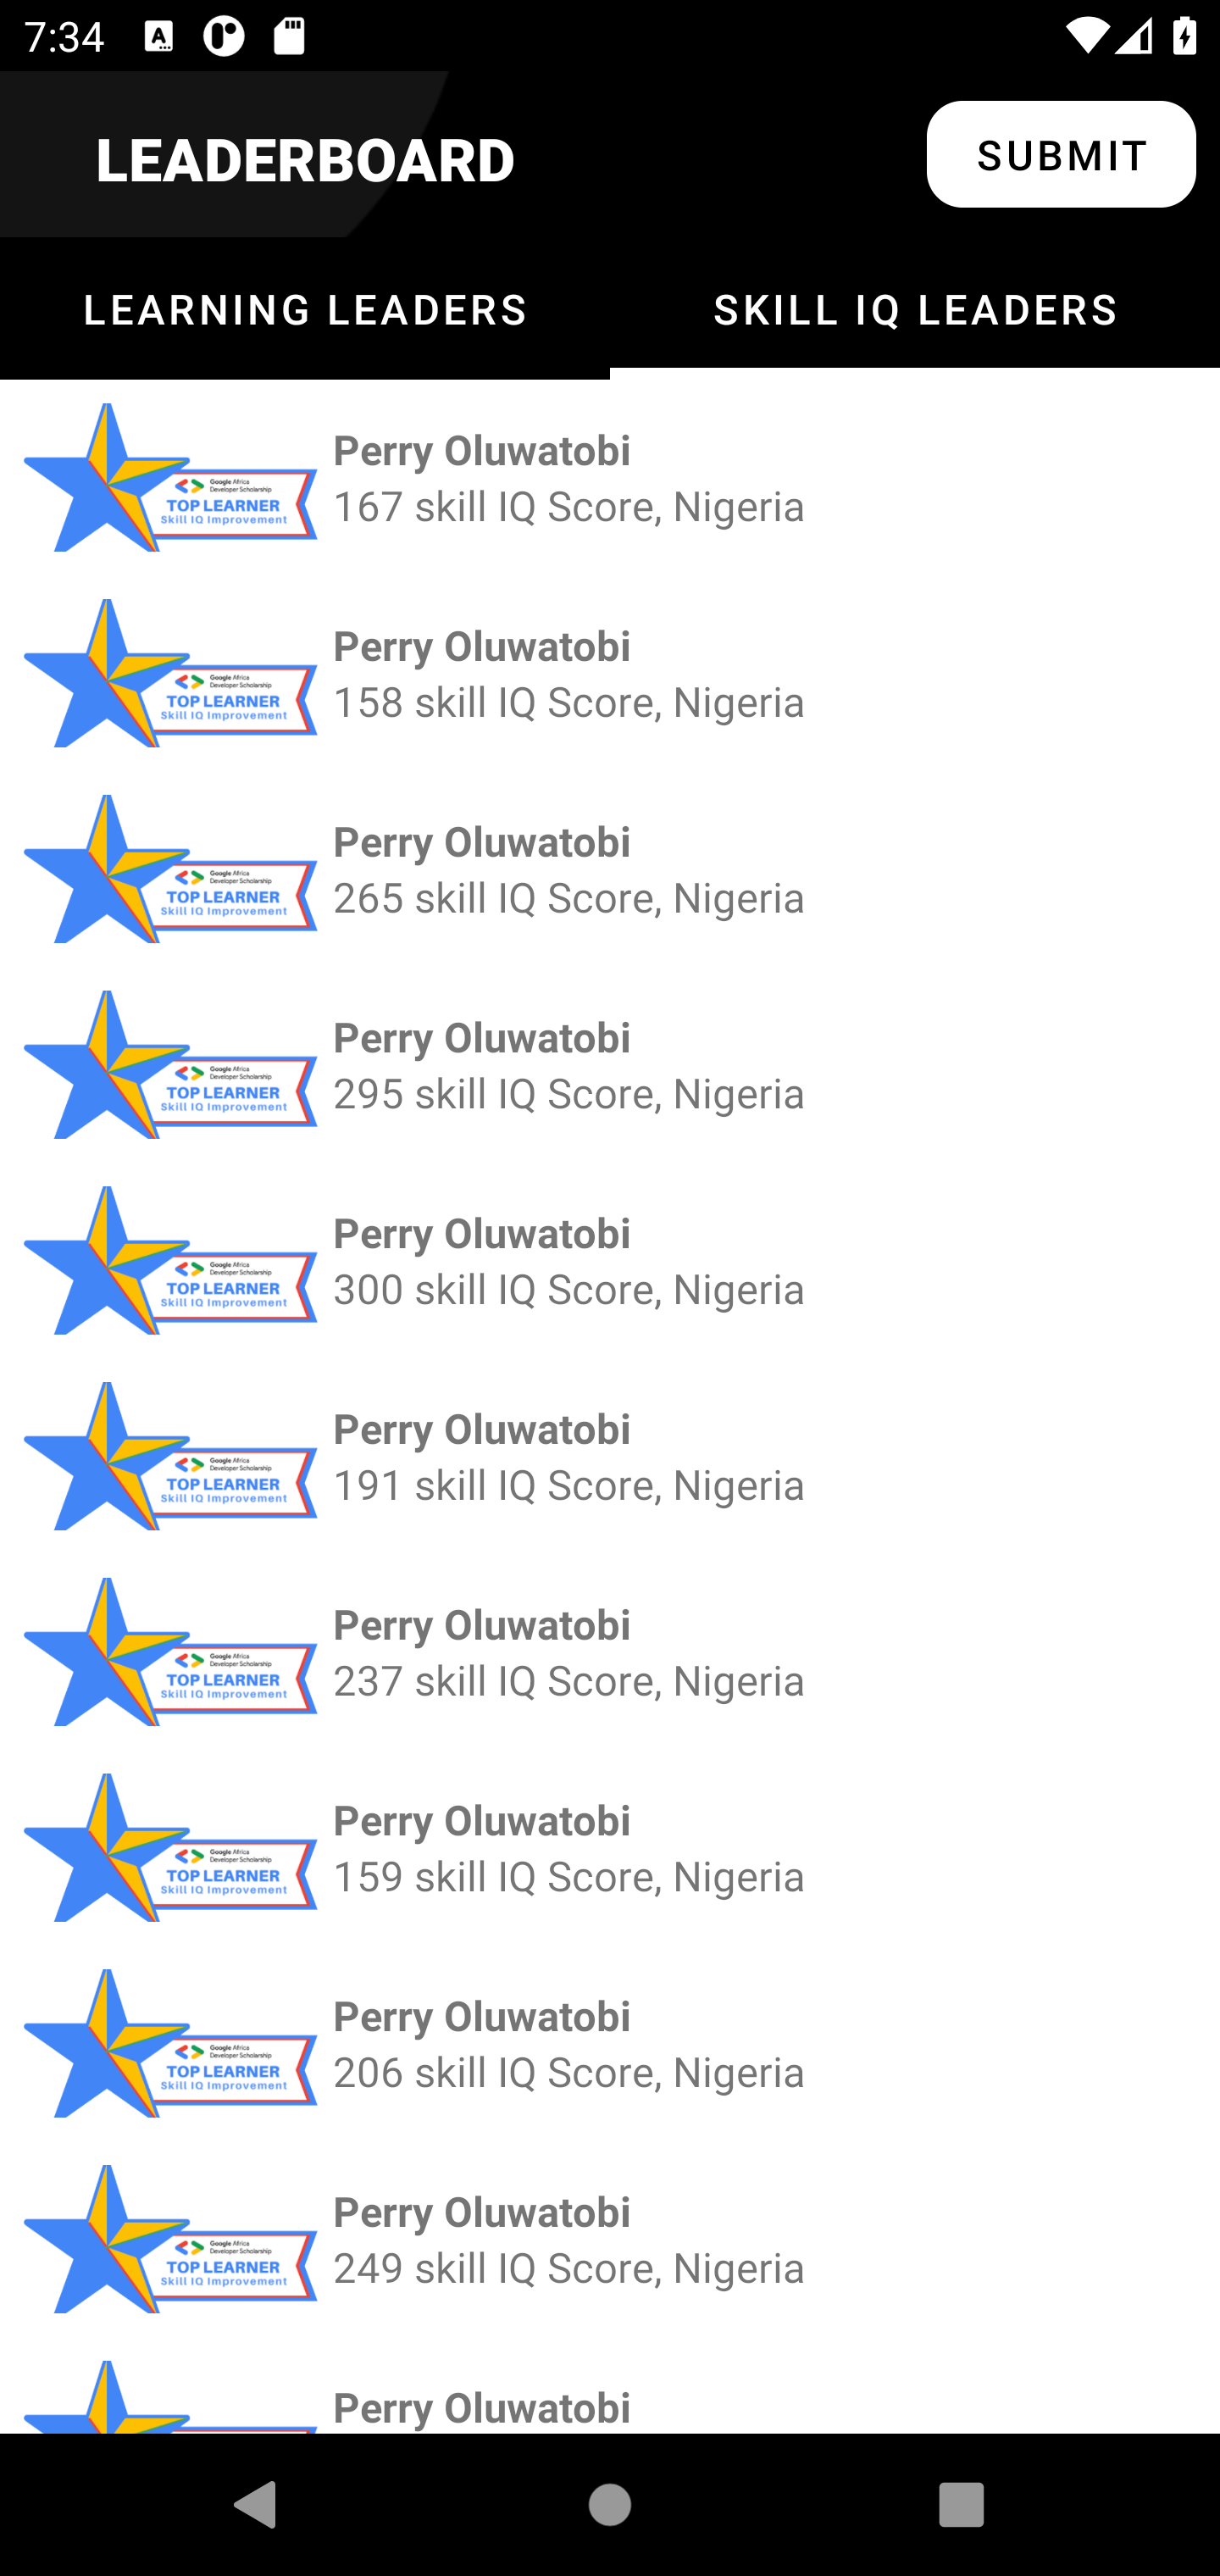 7:34
LEADERBOARD
SUBMIT
LEARNING LEADERS
SKILL IQ LEADERS
Google Africa
Developer Scholarship
TOP LEARNER
Skill IQ Improvement
Perry Oluwatobi
167 skill IQ Score, Nigeria
Google Africa
Developer Scholarship
TOP LEARNER
Skill IQ Improvement
Perry Oluwatobi
158 skill IQ Score, Nigeria
Google Africa
Developer Scholarship
TOP LEARNER
Skill IQ Improvement
Perry Oluwatobi
265 skill IQ Score, Nigeria
Google Africa
Developer Scholarship
TOP LEARNER
Skill IQ Improvement
Perry Oluwatobi
295 skill IQ Score, Nigeria
Google Africa
Developer Scholarship
TOP LEARNER
Skill IQ Improvement
Perry Oluwatobi
300 skill IQ Score, Nigeria
Google Africa
Developer Scholarship
TOP LEARNER
Skill IQ Improvement
Perry Oluwatobi
191 skill IQ Score, Nigeria
Google Africa
Developer Scholarship
TOP LEARNER
Skill IQ Improvement
Perry Oluwatobi
237 skill IQ Score, Nigeria
Google Africa
Developer Scholarship
TOP LEARNER
Skill IQ Improvement
Perry Oluwatobi
159 skill IQ Score, Nigeria
Google Africa
Developer Scholarship
TOP LEARNER
Skill IQ Improvement
Perry Oluwatobi
206 skill IQ Score, Nigeria
Google Africa
Developer Scholarship
TOP LEARNER
Skill IQ Improvement
Perry Oluwatobi
249 skill IQ Score, Nigeria
Perry Oluwatobi